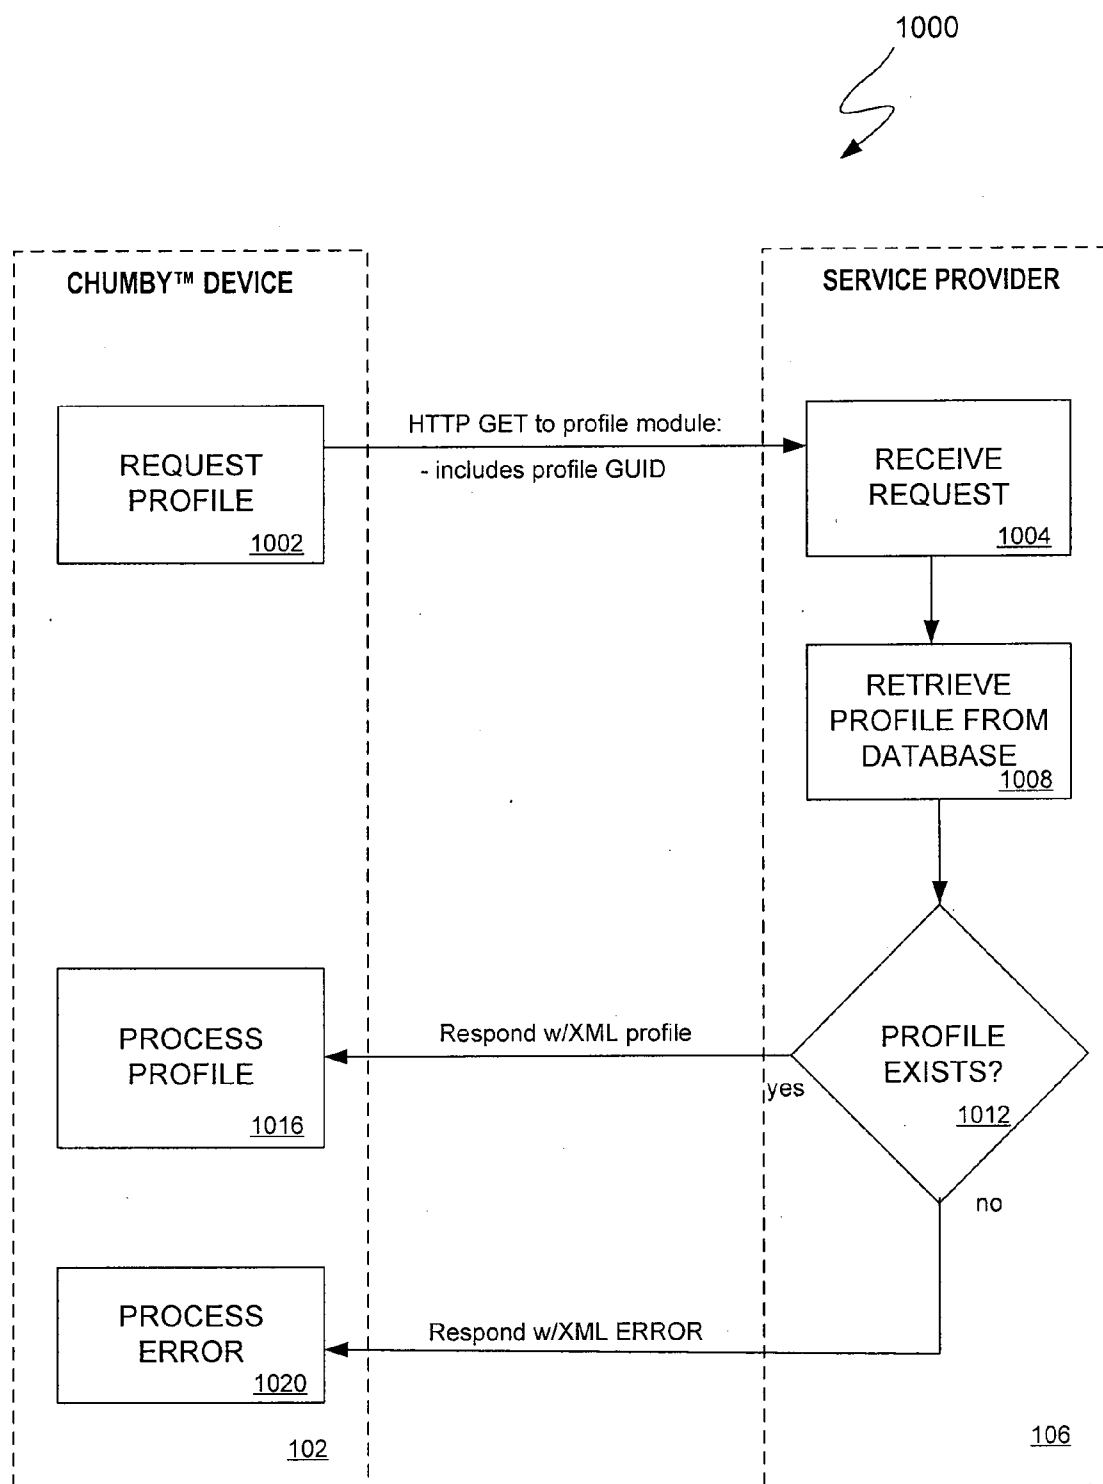 1000
CHUMBY™ DEVICE
SERVICE PROVIDER
REQUEST
PROFILE
1002
HTTP GET to profile module:
- includes profile GUID
RECEIVE
REQUEST
1004
RETRIEVE
PROFILE FROM
DATABASE
1008
PROFILE
EXISTS?
1012
yes
Respond w/XML profile
PROCESS
PROFILE
1016
no
Respond w/XML ERROR
PROCESS
ERROR
1020
102
106